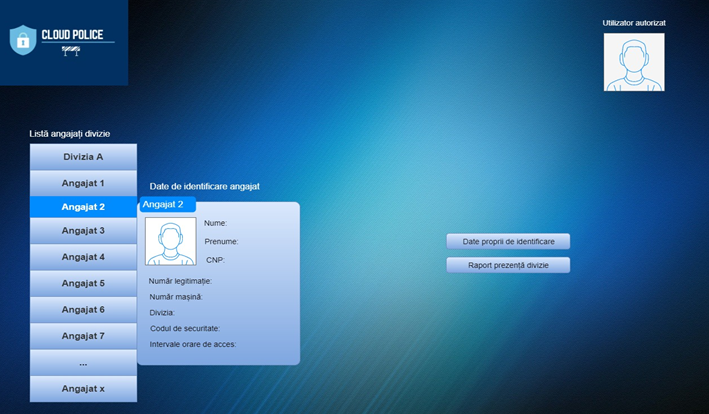 CLOUD POLICE
Utilizator autorizat
Listă angajați divizie
Divizia A
Angajat 1
Angajat 2
Angajat 3
Angajat 4
Angajat 5
Angajat 6
Angajat 7
...
Angajat x
Date de identificare angajat
Angajat 2
Nume:
Prenume:
CNP:
Număr legitimație:
Număr mașină:
Divizia:
Codul de securitate:
Intervale orare de acces:
Date proprii de identificare
Raport prezență divizie